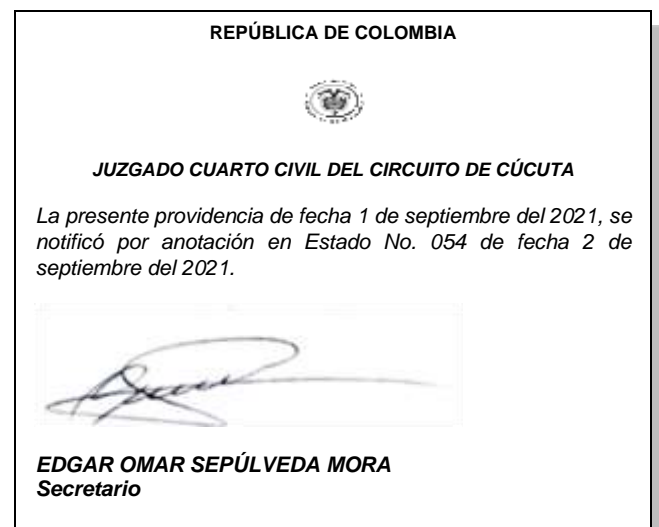 REPÚBLICA DE COLOMBIA
JUZGADO CUARTO CIVIL DEL CIRCUITO DE CÚCUTA
La presente providencia de fecha 1 de septiembre del 2021, se
notificó por anotación en Estado No. 054 de fecha 2 de
septiembre del 2021.
EDGAR OMAR SEPÚLVEDA MORA
Secretario